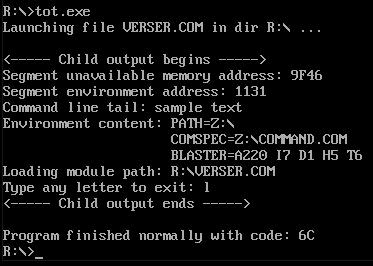 R:\>tot.exe
Launching file VERSER.COM in dir R:\ ...
<----- Child output begins ----->
Segment unavailable memory address: 9F46
Segment environment address: 1131
Command line tail: sample text
Environment content: PATH=Z:\
COMSPEC=Z:\COMMAND.COM
BLASTER=A220 I7 D1 H5 T6
Loading module path: R:\VERSER.COM
Type any letter to exit: l
<----- Child output ends ----->
Program finished normally with code: 6C
R:\>_